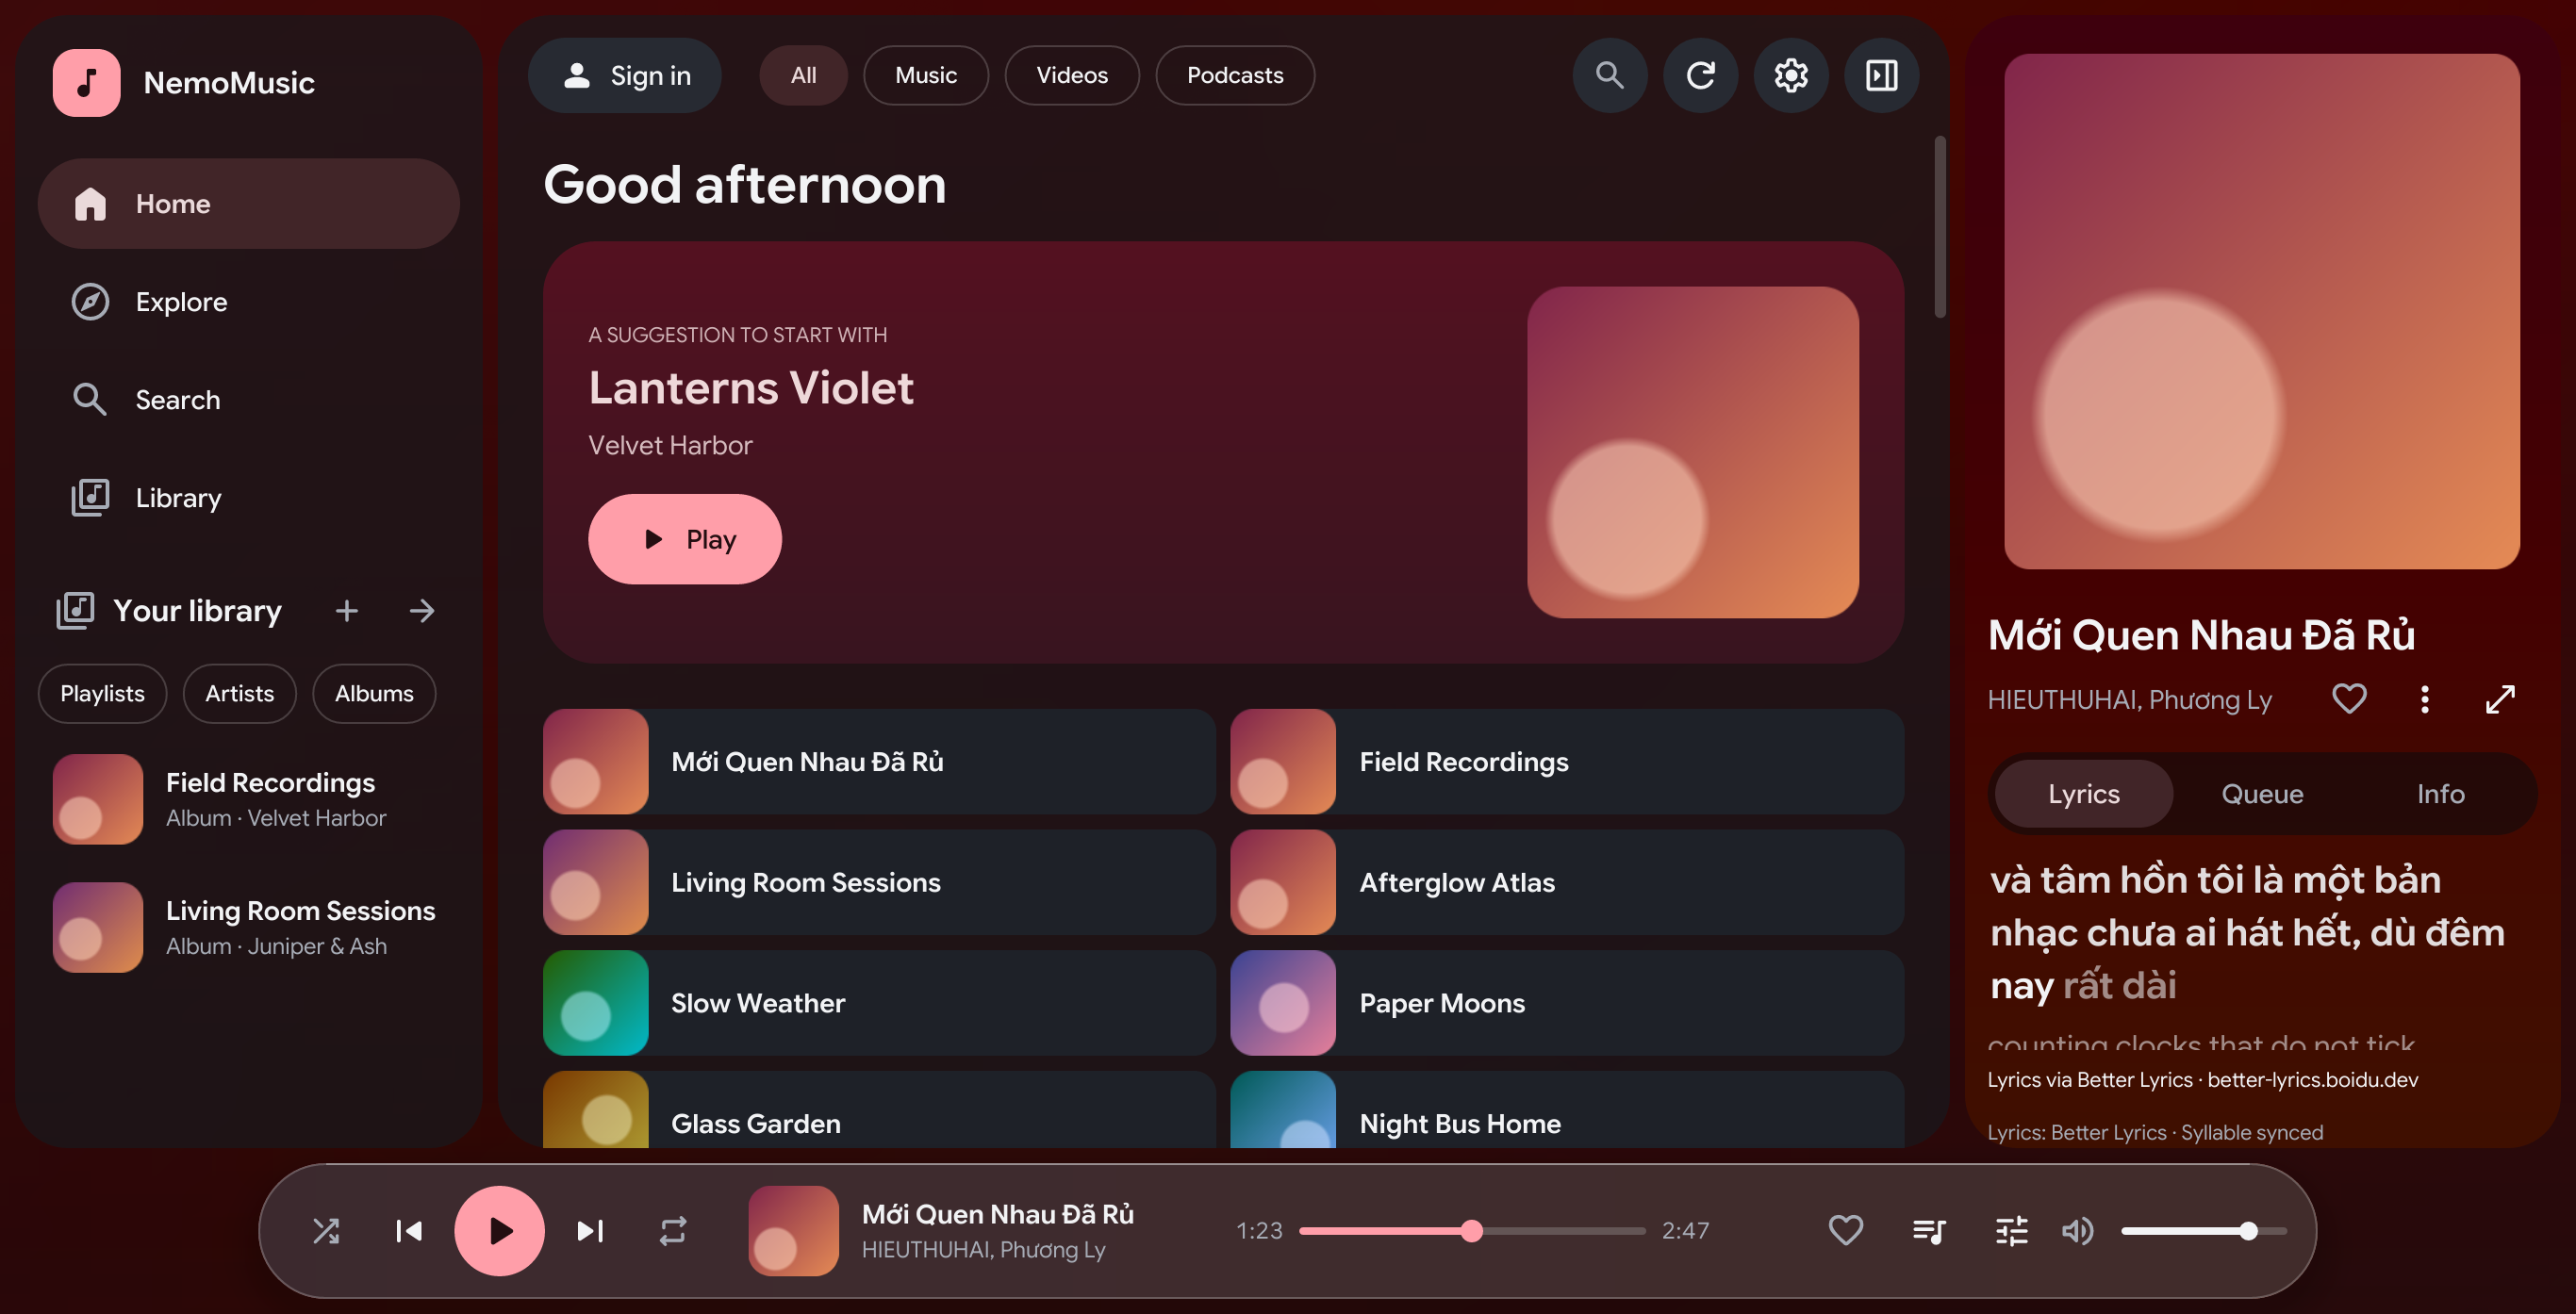 NemoMusic
Home
Explore
Search
Library
Your library
Playlists
Artists
Albums
Field Recordings
Album · Velvet Harbor
Living Room Sessions
Album · Juniper & Ash
Sign in
All
Music
Videos
Podcasts
Good afternoon
A SUGGESTION TO START WITH
Lanterns Violet
Velvet Harbor
Play
Mới Quen Nhau Đã Rủ
Field Recordings
Living Room Sessions
Afterglow Atlas
Slow Weather
Paper Moons
Glass Garden
Night Bus Home
Mới Quen Nhau Đã Rủ
HIEUTHUHAI, Phương Ly
Lyrics
Queue
Info
và tâm hồn tôi là một bản
nhạc chưa ai hát hết, dù đêm
nay rất dài
counting clocks that do not tick
Lyrics via Better Lyrics · better-lyrics.boidu.dev
Lyrics: Better Lyrics · Syllable synced
Mới Quen Nhau Đã Rủ
HIEUTHUHAI, Phương Ly
1:23
2:47